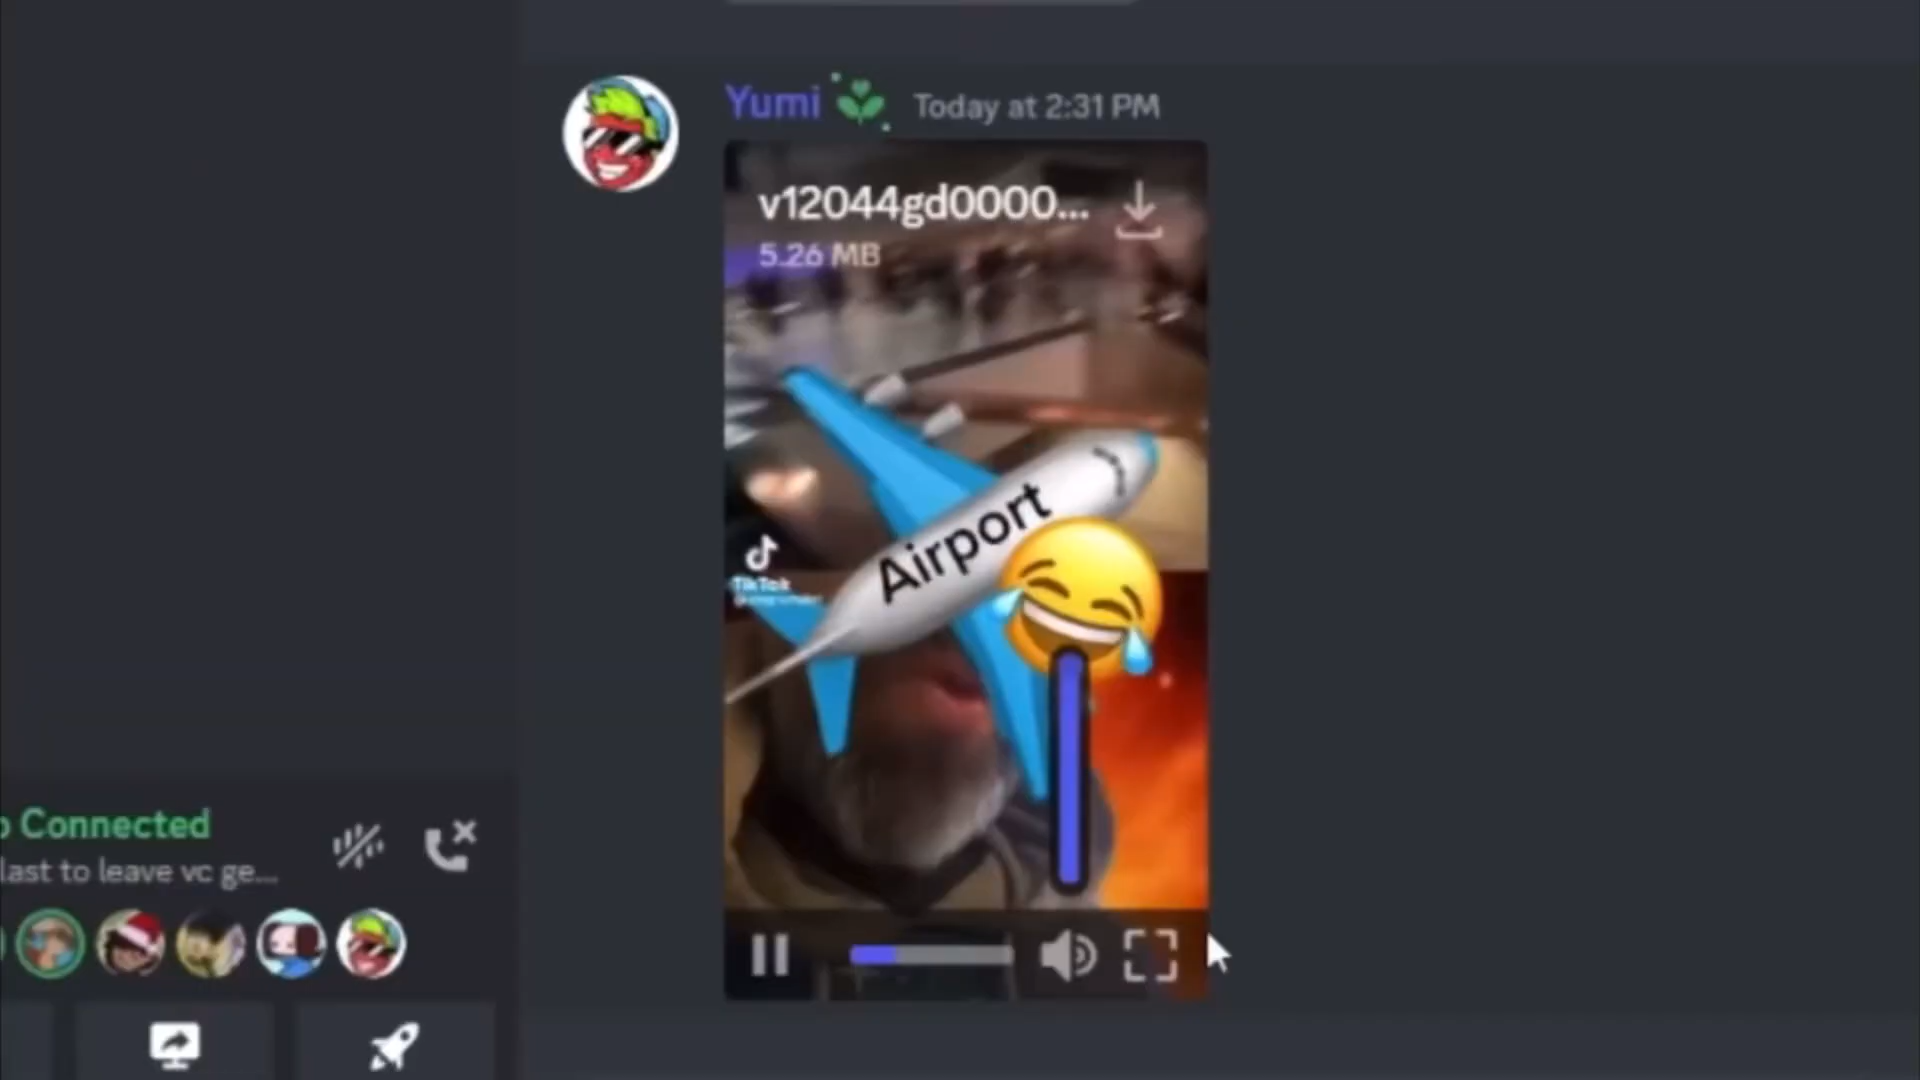 Yumi Today at 2:31 PM
v12044gd0000...
5.26 MB
Airport
TikTok
Connected
last to leave vc ge...